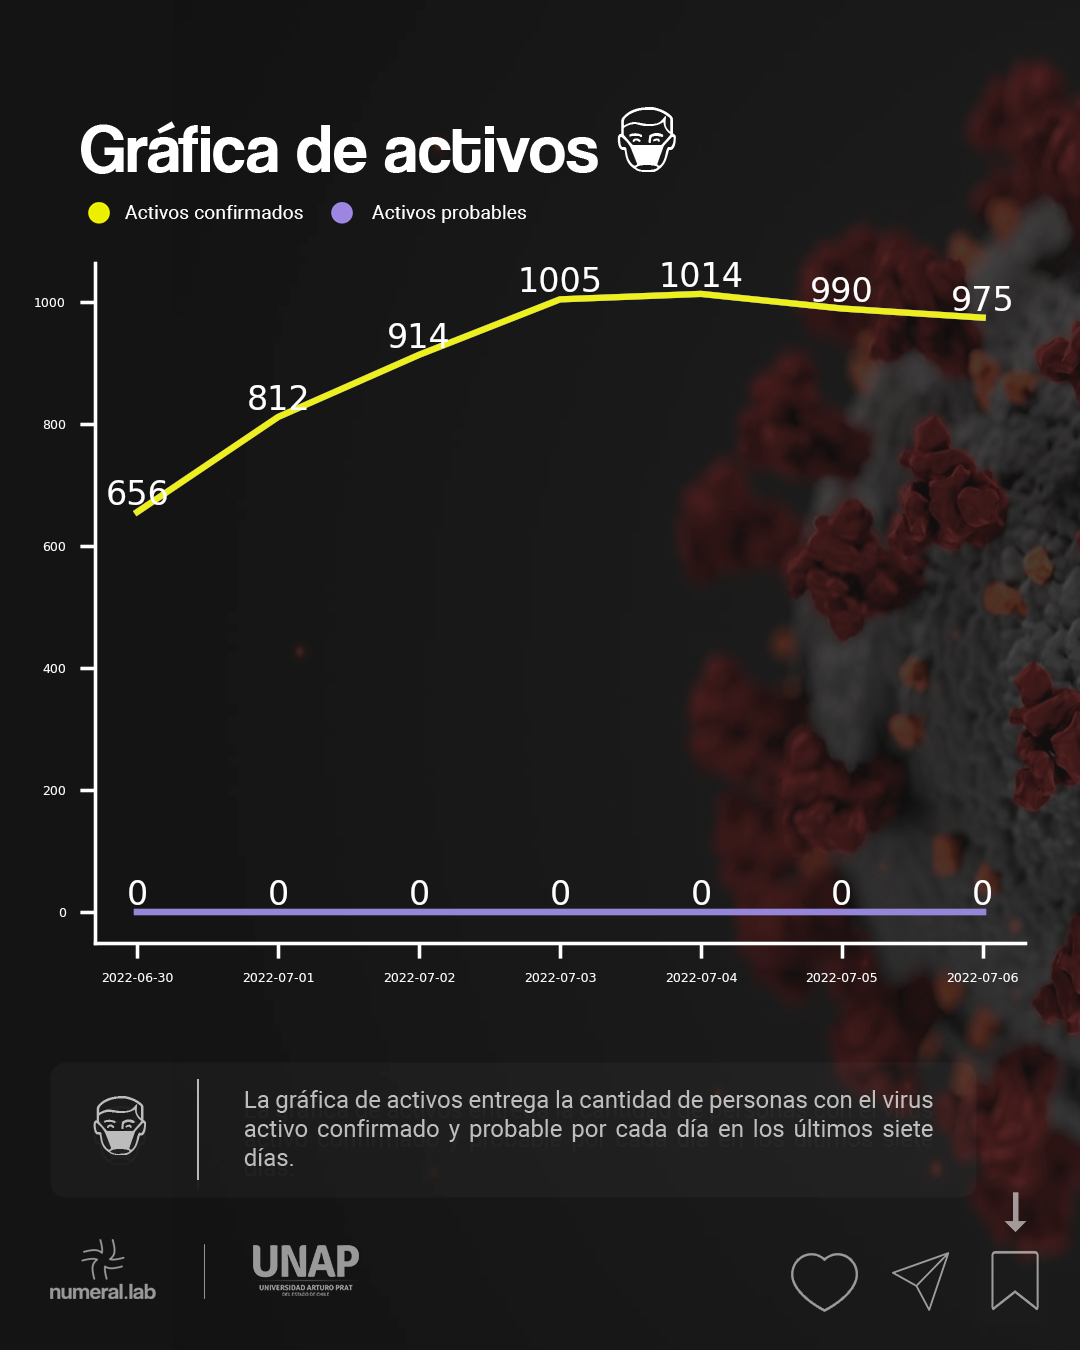 Gráfica de activos
Activos confirmados Activos probables
1005 1014 990 975
914
812
656
1000
800
600
400
200
0
0 0 0 0 0 0 0
2022-06-30 2022-07-01 2022-07-02 2022-07-03 2022-07-04 2022-07-05 2022-07-06
La gráfica de activos entrega la cantidad de personas con el virus
activo confirmado y probable por cada día en los últimos siete
días.
numeral.lab
UNAP
UNIVERSIDAD ARTURO PRAT
DEL ESTADO DE CHILE